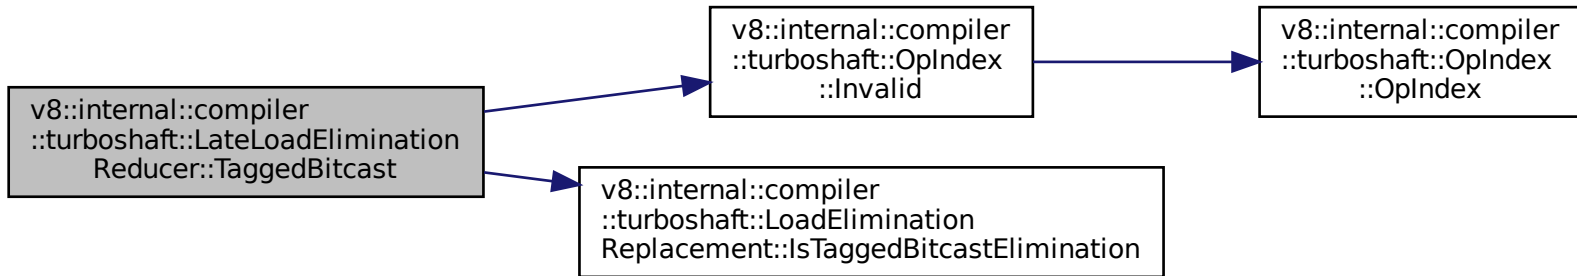 v8::internal::compiler
::turboshaft::LateLoadElimination
Reducer::TaggedBitcast
v8::internal::compiler
::turboshaft::OpIndex
::Invalid
v8::internal::compiler
::turboshaft::OpIndex
::OpIndex
v8::internal::compiler
::turboshaft::LoadElimination
Replacement::IsTaggedBitcastElimination